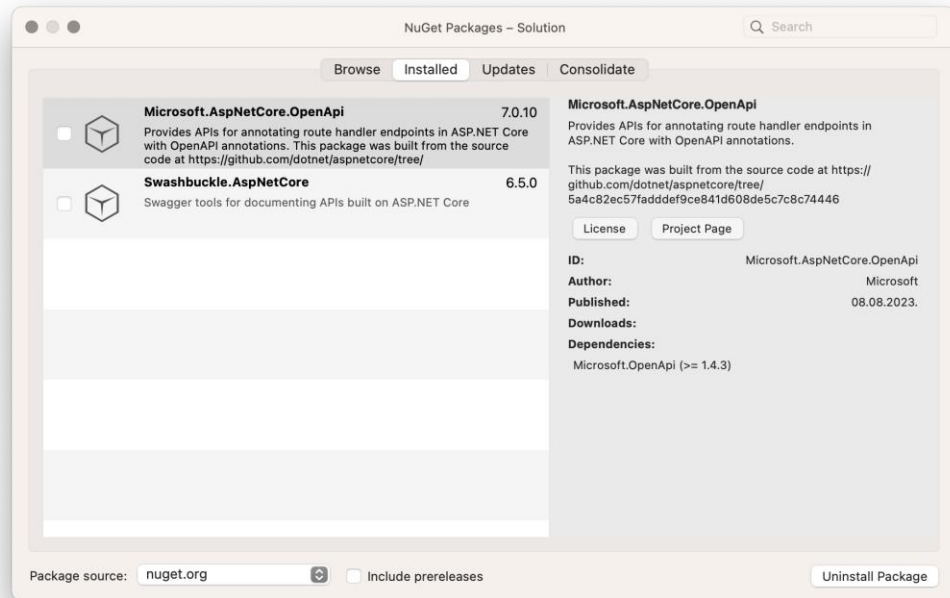 NuGet Packages – Solution
Search
Browse
Installed
Updates
Consolidate
Microsoft.AspNetCore.OpenApi
7.0.10
Provides APIs for annotating route handler endpoints in ASP.NET Core
with OpenAPI annotations. This package was built from the source
code at https://github.com/dotnet/aspnetcore/tree/
Swashbuckle.AspNetCore
6.5.0
Swagger tools for documenting APIs built on ASP.NET Core
Microsoft.AspNetCore.OpenApi
Provides APIs for annotating route handler endpoints in
ASP.NET Core with OpenAPI annotations.
This package was built from the source code at https://
github.com/dotnet/aspnetcore/tree/
5a4c82ec57fadddef9ce841d608de5c7c8c74446
License
Project Page
ID:
Microsoft.AspNetCore.OpenApi
Author:
Microsoft
Published:
08.08.2023.
Downloads:
Dependencies:
Microsoft.OpenApi (>= 1.4.3)
Package source:
nuget.org
Include prereleases
Uninstall Package